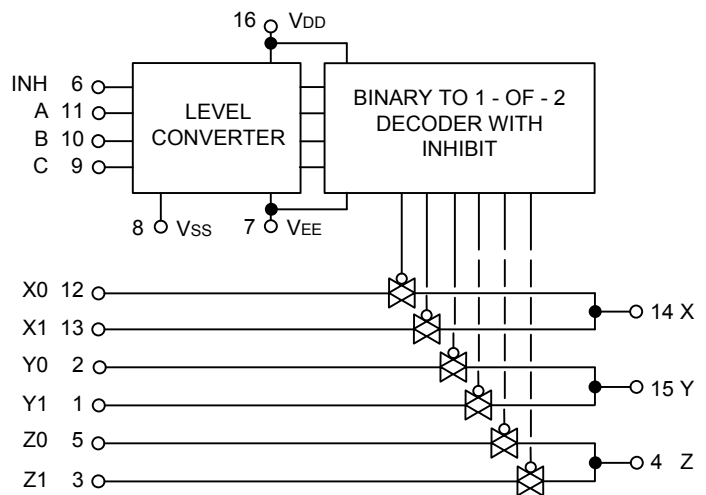 16 VDD
INH 6
A 11
B 10
C 9
LEVEL
CONVERTER
BINARY TO 1 - OF - 2
DECODER WITH
INHIBIT
8 VSS
7 VEE
X0 12
X1 13
Y0 2
Y1 1
Z0 5
Z1 3
14 X
15 Y
4 Z